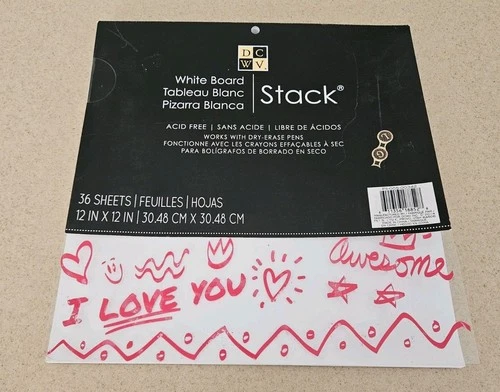 DC
WV
White Board
Tableau Blanc
Pizarra Blanca
Stack®
ACID FREE | SANS ACIDE | LIBRE DE ÁCIDOS
WORKS WITH DRY-ERASE PENS
FONCTIONNE AVEC LES CRAYONS EFFAÇABLES À SEC
PARA BOLÍGRAFOS DE BORRADO EN SECO
36 SHEETS | FEUILLES | HOJAS
12 IN X 12 IN | 30.48 CM X 30.48 CM
Awesome
I LOVE YOU